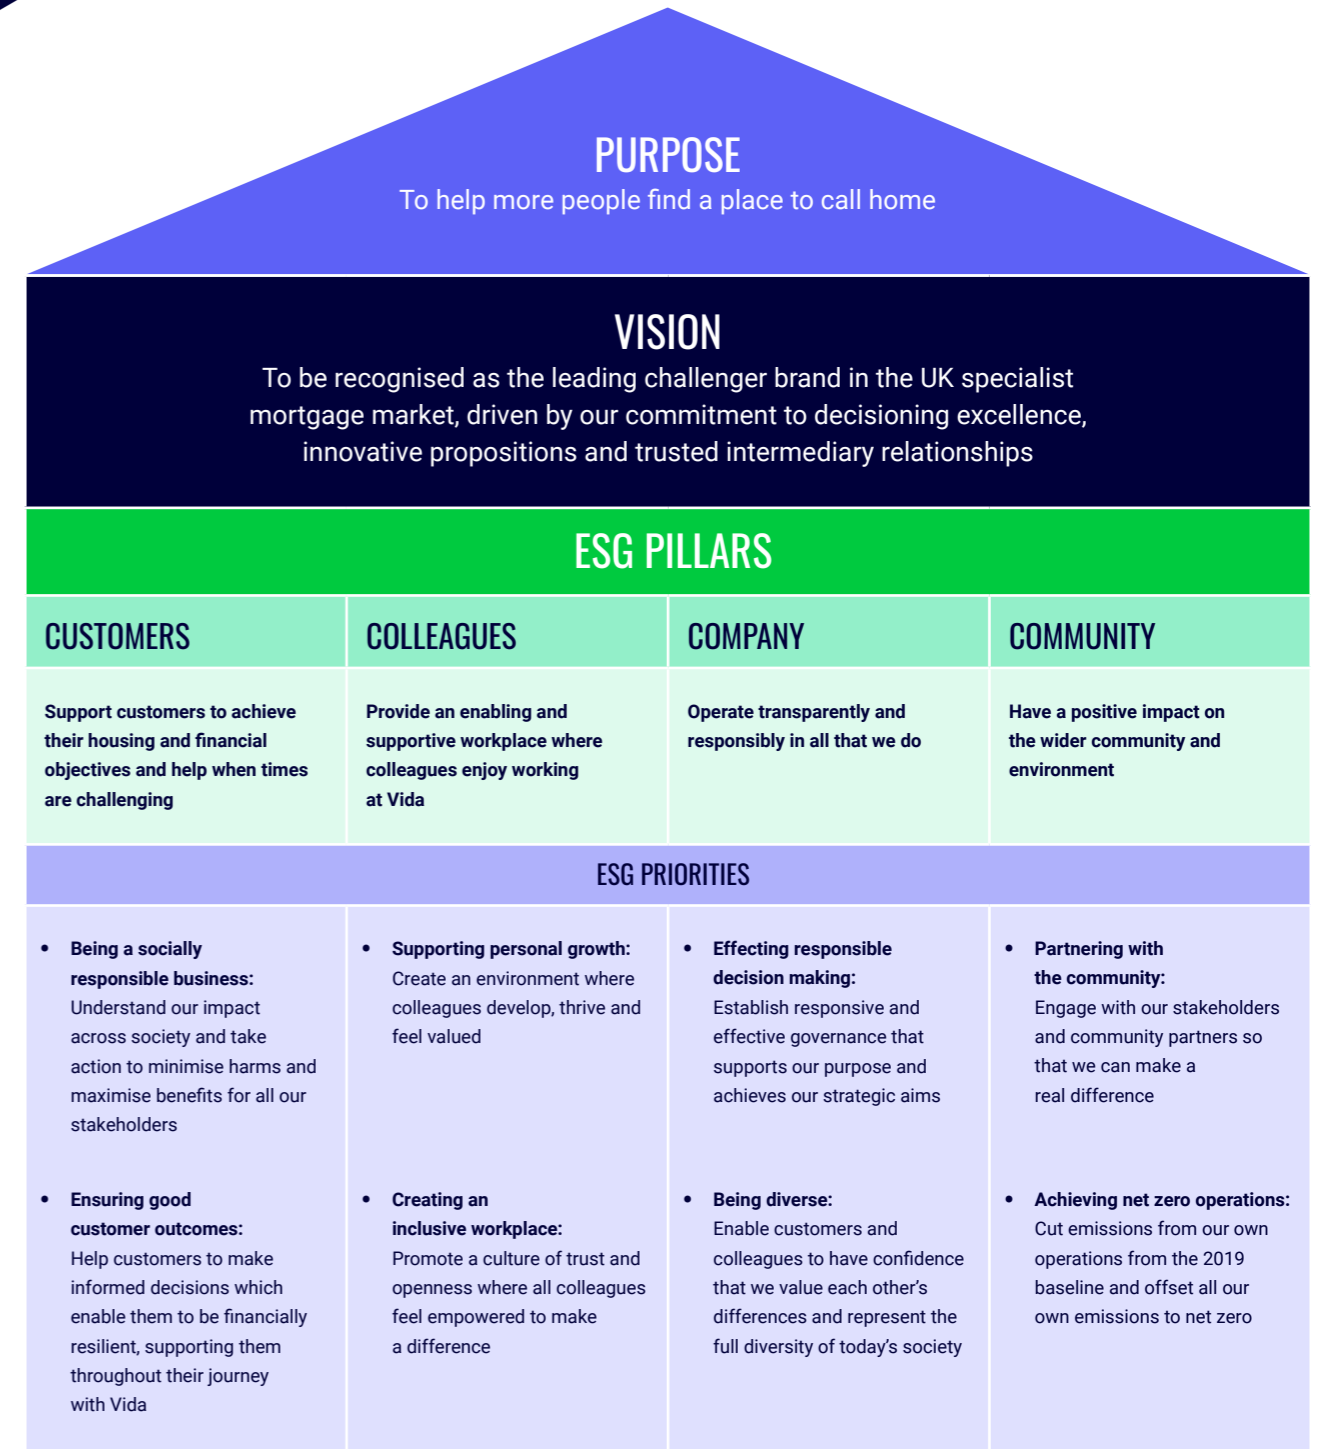 PURPOSE
To help more people find a place to call home
VISION
To be recognised as the leading challenger brand in the UK specialist
mortgage market, driven by our commitment to decisioning excellence,
innovative propositions and trusted intermediary relationships
ESG PILLARS
CUSTOMERS
Support customers to achieve
their housing and financial
objectives and help when times
are challenging
COLLEAGUES
Provide an enabling and
supportive workplace where
colleagues enjoy working
at Vida
COMPANY
Operate transparently and
responsibly in all that we do
COMMUNITY
Have a positive impact on
the wider community and
environment
ESG PRIORITIES
• Being a socially
responsible business:
Understand our impact
across society and take
action to minimise harms and
maximise benefits for all our
stakeholders
• Ensuring good
customer outcomes:
Help customers to make
informed decisions which
enable them to be financially
resilient, supporting them
throughout their journey
with Vida
• Supporting personal growth:
Create an environment where
colleagues develop, thrive and
feel valued
• Creating an
inclusive workplace:
Promote a culture of trust and
openness where all colleagues
feel empowered to make
a difference
• Effecting responsible
decision making:
Establish responsive and
effective governance that
supports our purpose and
achieves our strategic aims
• Being diverse:
Enable customers and
colleagues to have confidence
that we value each other’s
differences and represent the
full diversity of today’s society
• Partnering with
the community:
Engage with our stakeholders
and community partners so
that we can make a
real difference
• Achieving net zero operations:
Cut emissions from our own
operations from the 2019
baseline and offset all our
own emissions to net zero